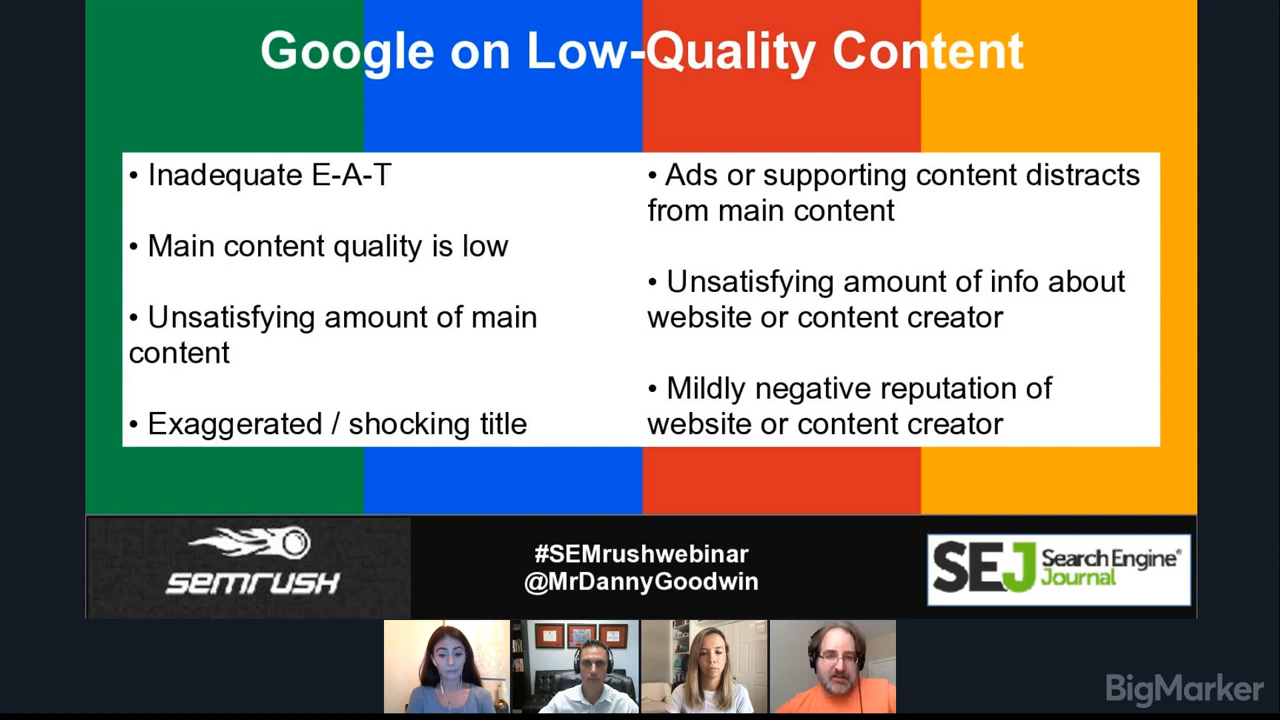 Google on Low-Quality Content
• Inadequate E-A-T
• Main content quality is low
• Unsatisfying amount of main
content
• Exaggerated / shocking title
• Ads or supporting content distracts
from main content
• Unsatisfying amount of info about
website or content creator
• Mildly negative reputation of
website or content creator
semrush
#SEMrushwebinar
@MrDannyGoodwin
SEJ Search Engine®
Journal
BigMarker